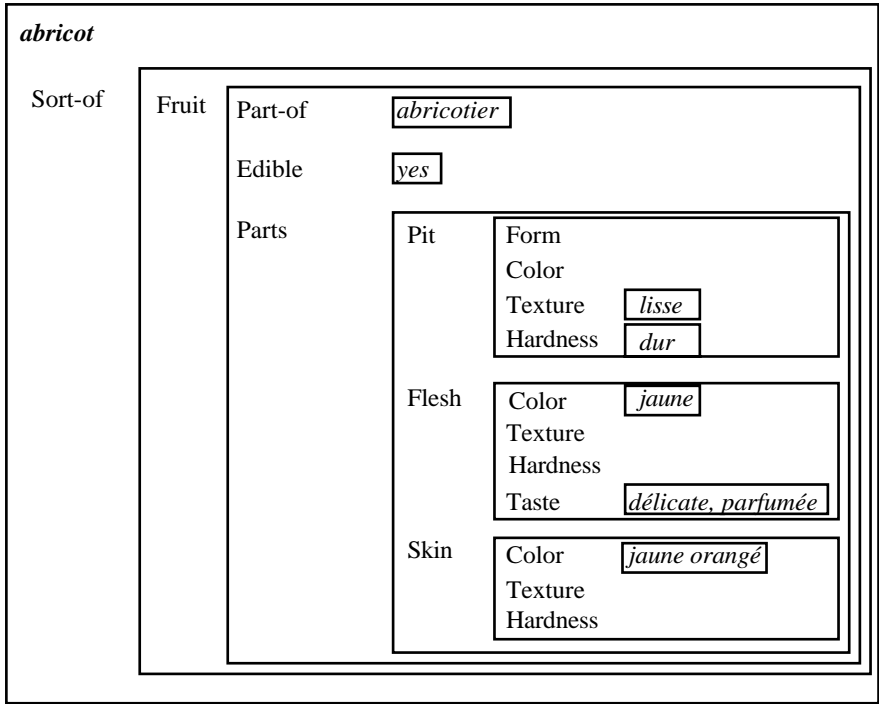 abricot
Sort-of Fruit Part-of abricotier
Edible yes
Parts Pit Form
Color
Texture lisse
Hardness dur
Flesh Color jaune
Texture
Hardness
Taste délicate, parfumée
Skin Color jaune orangé
Texture
Hardness